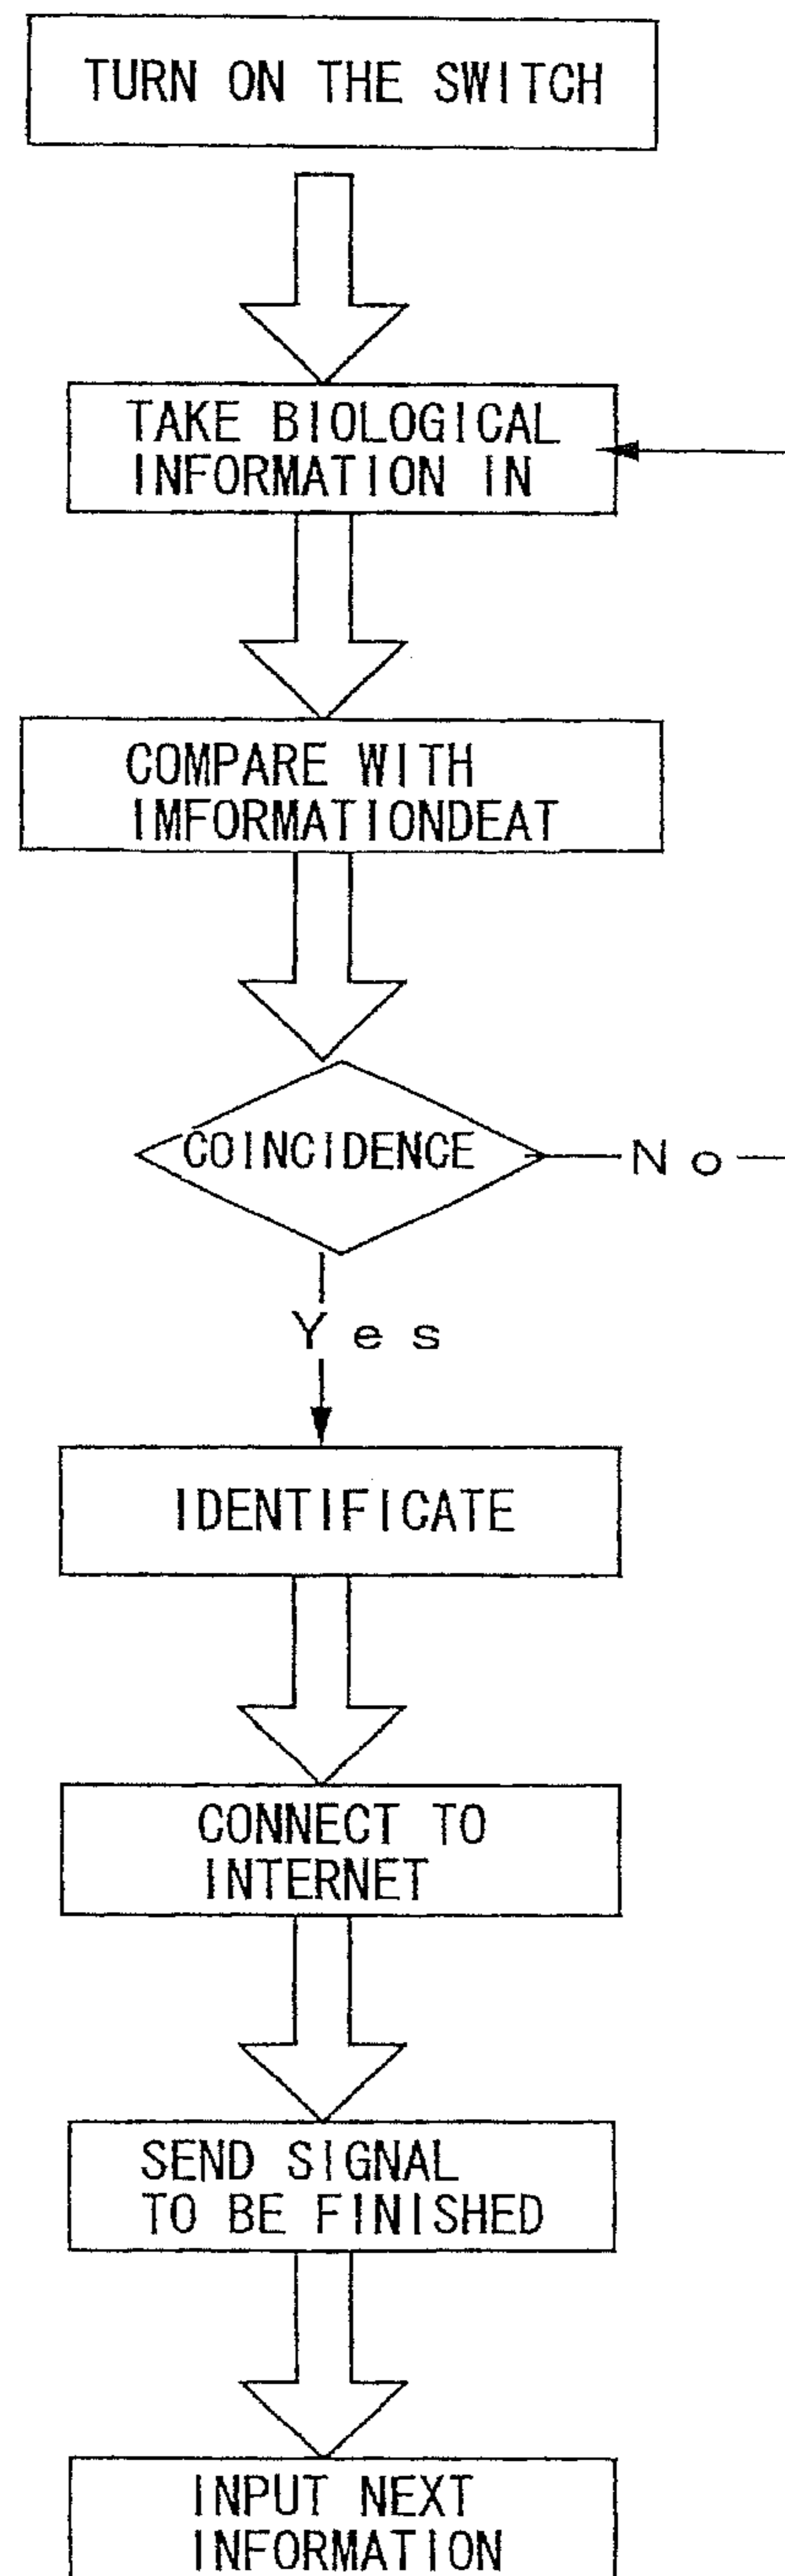 TURN ON THE SWITCH
TAKE BIOLOGICAL
INFORMATION IN
COMPARE WITH
IMFORMATIONDEAT
COINCIDENCE
No
Yes
IDENTIFICATE
CONNECT TO
INTERNET
SEND SIGNAL
TO BE FINISHED
INPUT NEXT
INFORMATION